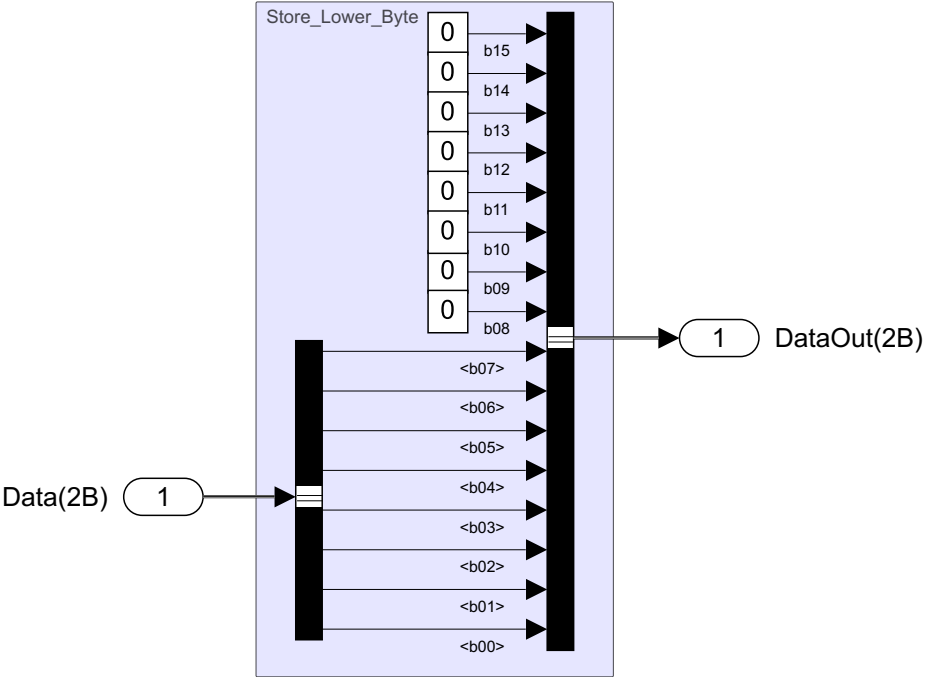 Store_Lower_Byte
0
b15
0
b14
0
b13
0
b12
0
b11
0
b10
0
b09
0
b08
1 DataOut(2B)
<b07>
<b06>
<b05>
<b04>
Data(2B) 1
<b03>
<b02>
<b01>
<b00>